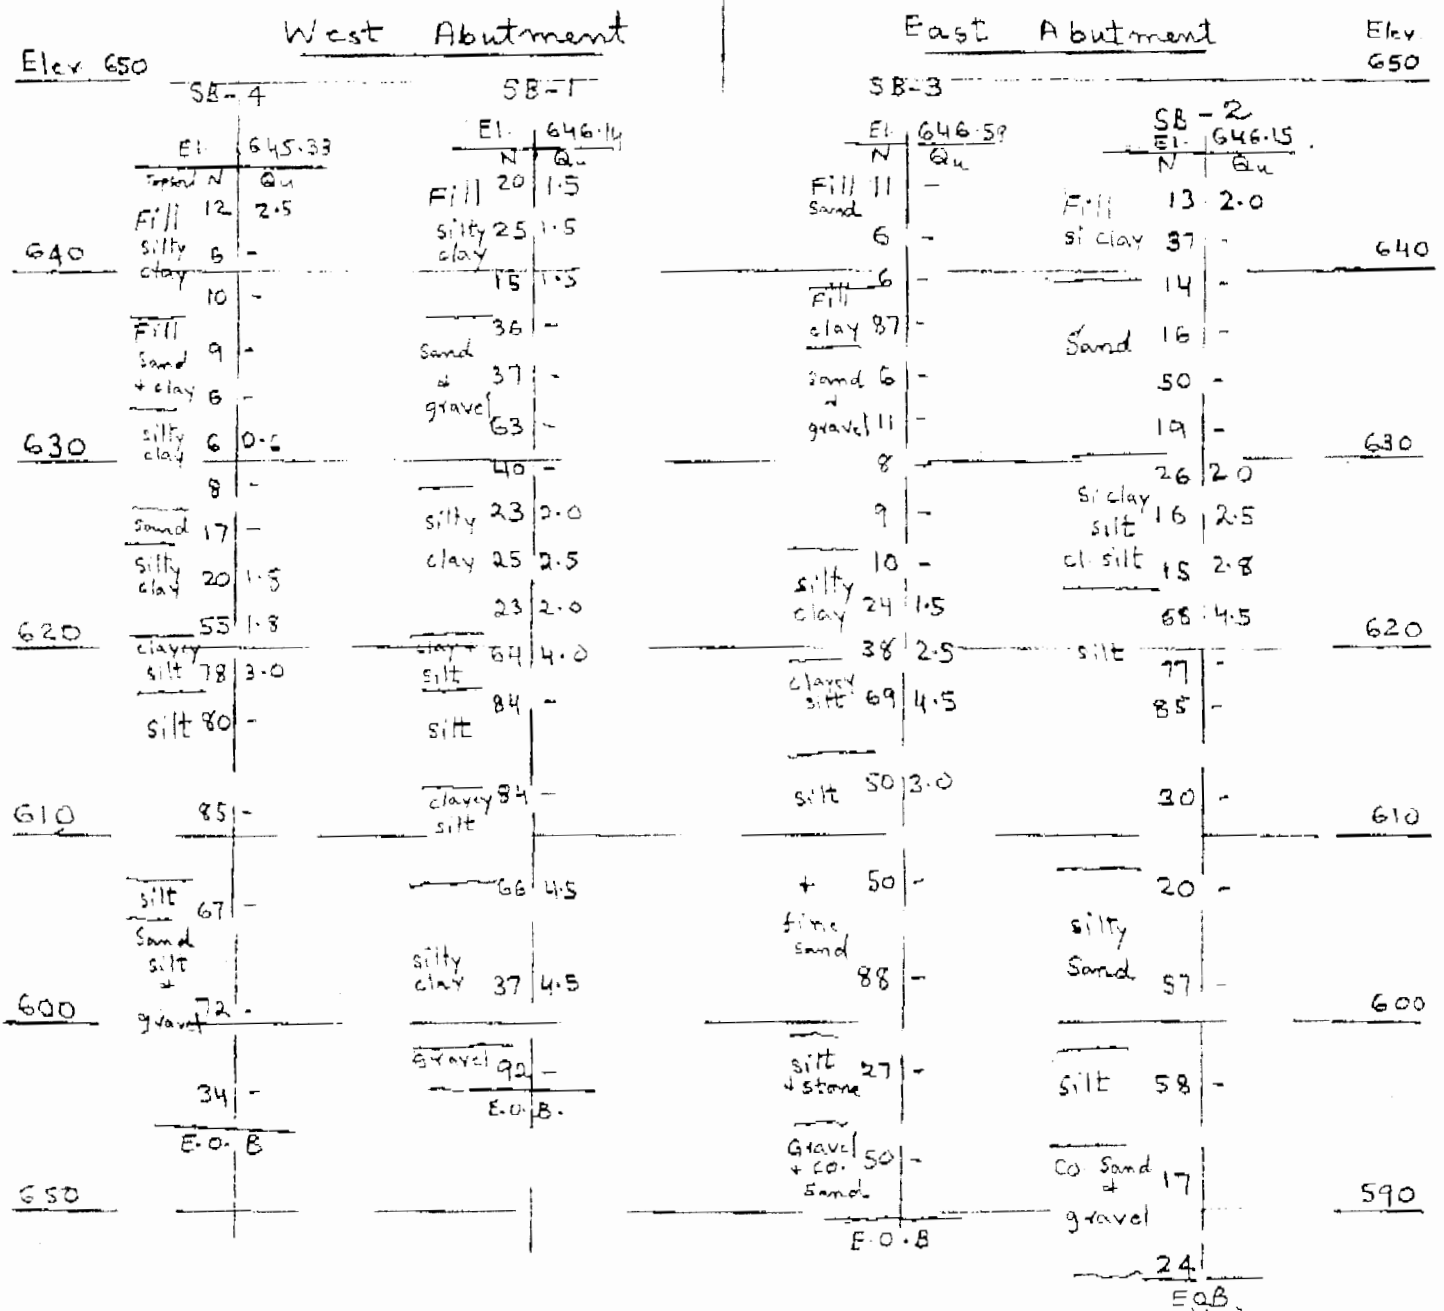 West Abutment
East Abutment
Elev 650
Elev. 650
SB-4
El. 645.33
Topsoil N Qu
Fill 12 2.5
silty 6 -
clay
10 -
Fill
Sand 9 -
+ clay 6 -
silty 6
clay
8 -
Sand 17 -
silty
clay 20 1.5
55 1.8
clayey
silt 78 3.0
silt 80 -
85 -
silt 67 -
Sand
silt
+
gravel 72 -
34 -
E.O.B
SB-1
El. 646.14
N Qu
Fill 20 1.5
silty 25 1.5
clay
15 1.5
36 -
Sand
& 37 -
gravel 63 -
40 -
silty 23 2.0
clay 25 2.5
23 2.0
clay + 64 4.0
silt
84 -
silt
clayey 84 -
silt
66 4.5
silty
clay 37 4.5
Gravel 92 -
E.O.B.
SB-3
El. 646.59
N Qu
Fill 11 -
Sand
6 -
6 -
Fill
clay 87 -
Sand 6 -
+
gravel 11 -
8 -
9 -
10 -
silty
clay 24 1.5
38 2.5
clayey
silt 69 4.5
silt 50 3.0
+ 50 -
fine
Sand
88 -
silt 27 -
+ stone
Gravel
+ co. 50 -
Sand
E.O.B
SB-2
El. 646.15
N Qu
Fill 13 2.0
si clay 37 -
14 -
Sand 16 -
50 -
19 -
26 2.0
Si clay
silt 16 2.5
cl. silt 15 2.8
68 4.5
silt 77 -
85 -
30 -
20 -
silty
Sand 57 -
silt 58 -
Co Sand 17
&
gravel
24
EOB.
640 640
630 630
620 620
610 610
600 600
650 590